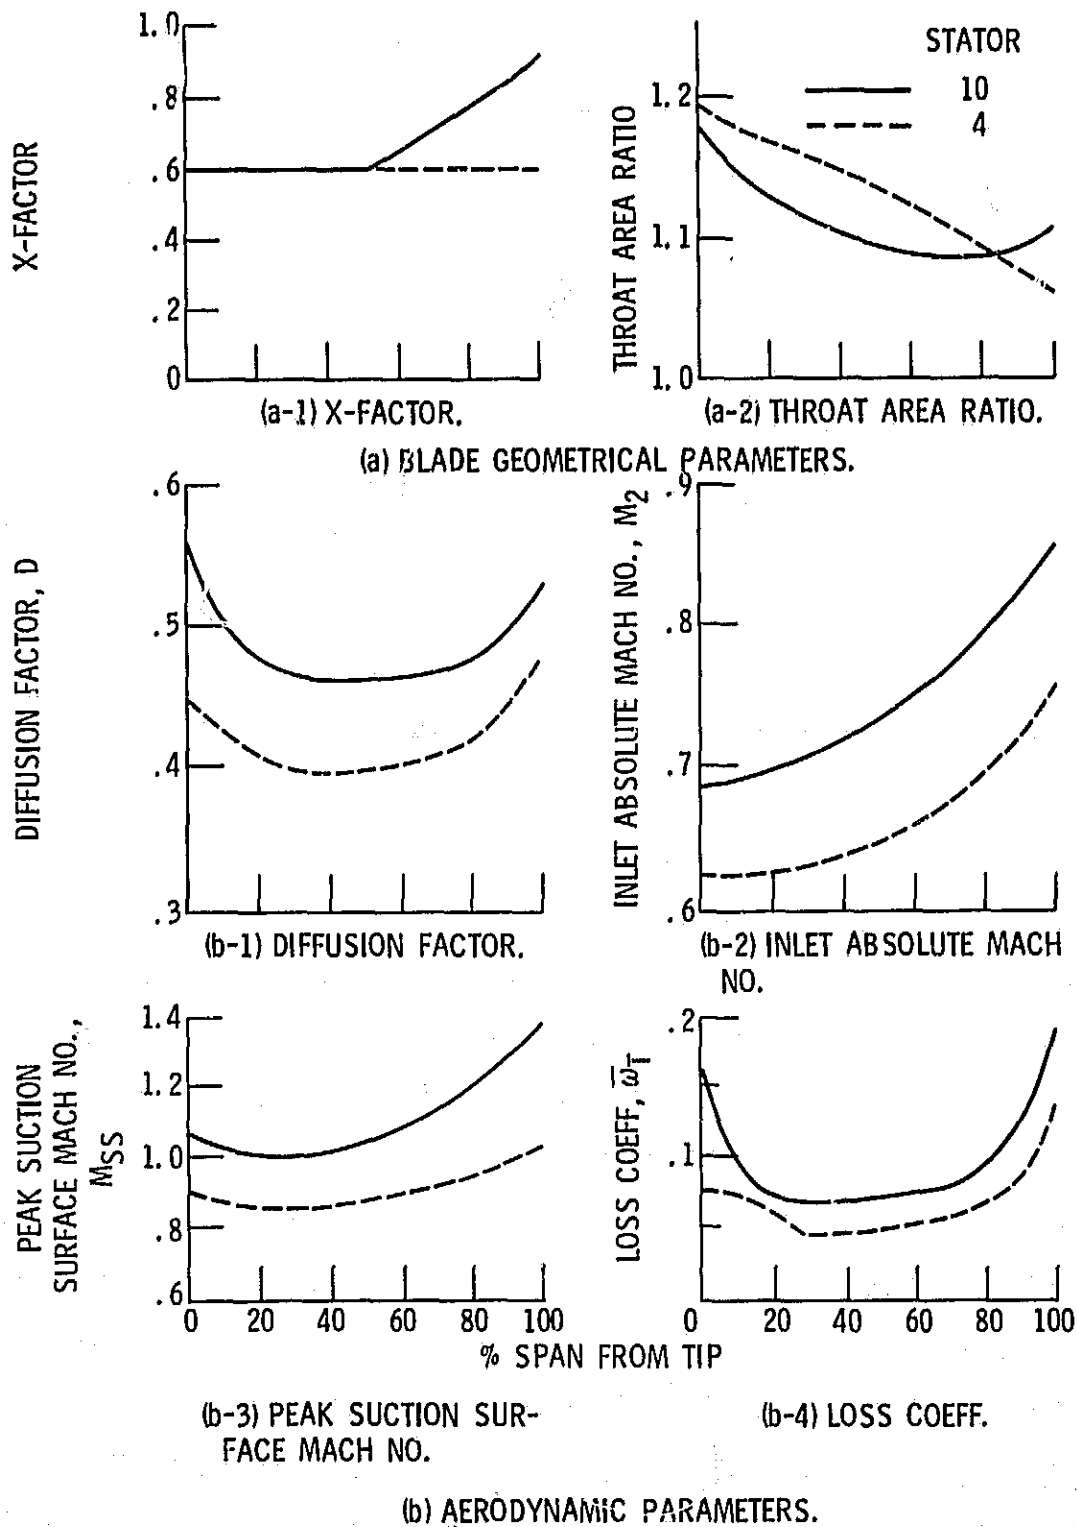 X-FACTOR
1.0
.8
.6
.4
.2
0
(a-1) X-FACTOR.
THROAT AREA RATIO
1.2
1.1
1.0
STATOR
10
4
(a-2) THROAT AREA RATIO.
(a) BLADE GEOMETRICAL PARAMETERS.
DIFFUSION FACTOR, D
.6
.5
.4
.3
(b-1) DIFFUSION FACTOR.
INLET ABSOLUTE MACH NO., M2
.9
.8
.7
.6
(b-2) INLET ABSOLUTE MACH
NO.
PEAK SUCTION
SURFACE MACH NO.,
MSS
1.4
1.2
1.0
.8
.6
0 20 40 60 80 100
LOSS COEFF, ω̅T
.2
.1
0 20 40 60 80 100
% SPAN FROM TIP
(b-3) PEAK SUCTION SUR-
FACE MACH NO.
(b-4) LOSS COEFF.
(b) AERODYNAMIC PARAMETERS.